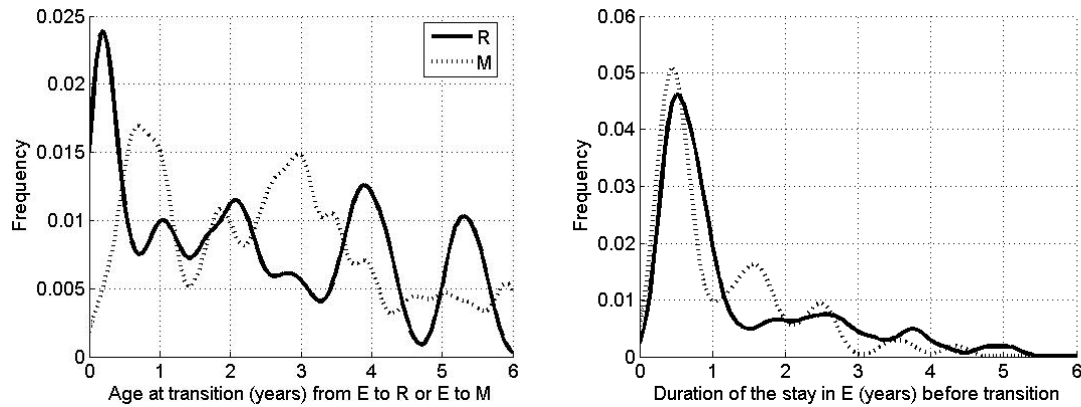 0.025
0.02
0.015
0.01
0.005
0
Frequency
R
M
0 1 2 3 4 5 6
Age at transition (years) from E to R or E to M
0.06
0.05
0.04
0.03
0.02
0.01
0
Frequency
0 1 2 3 4 5 6
Duration of the stay in E (years) before transition